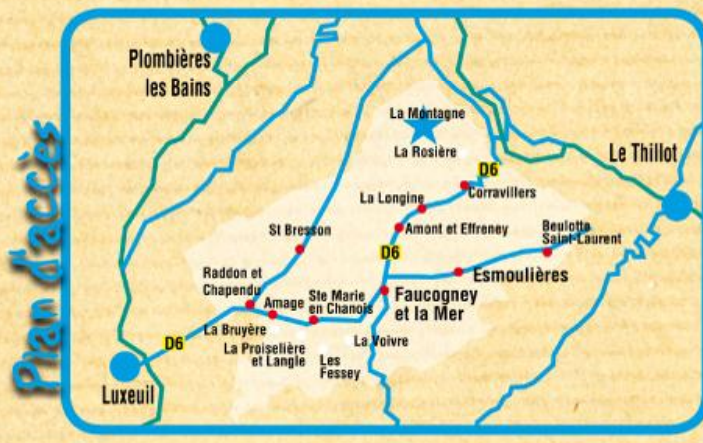 Plan d'accès
Plombières
les Bains
La Montagne
La Rosière
D6
Le Thillot
Corravillers
La Longine
St Bresson
Amont et Effreney
Beulotte
Saint-Laurent
D6
Raddon et
Chapendu
Esmoulières
Amage
Ste Marie
en Chanois
Faucogney
et la Mer
La Bruyère
D6
La Voivre
La Proiselière
et Langle
Les
Fessey
Luxeuil